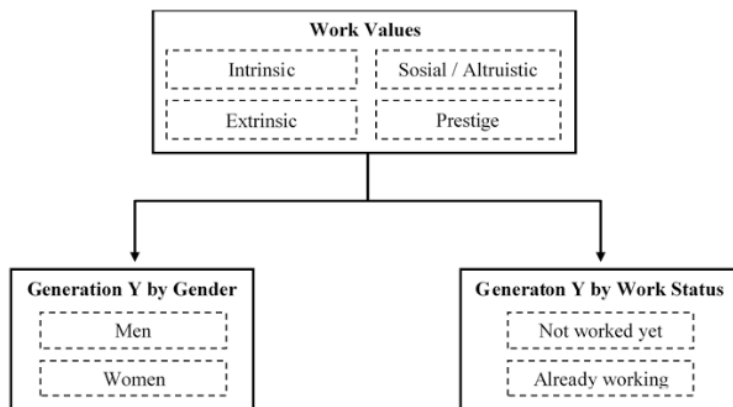 Work Values
Intrinsic
Sosial / Altruistic
Extrinsic
Prestige
Generation Y by Gender
Men
Women
Generaton Y by Work Status
Not worked yet
Already working